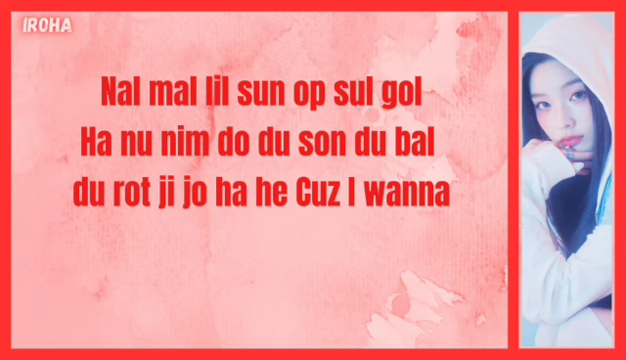 IROHA
Nal mal lil sun op sul gol
Ha nu nim do du son du bal
du rot ji jo ha he Cuz I wanna